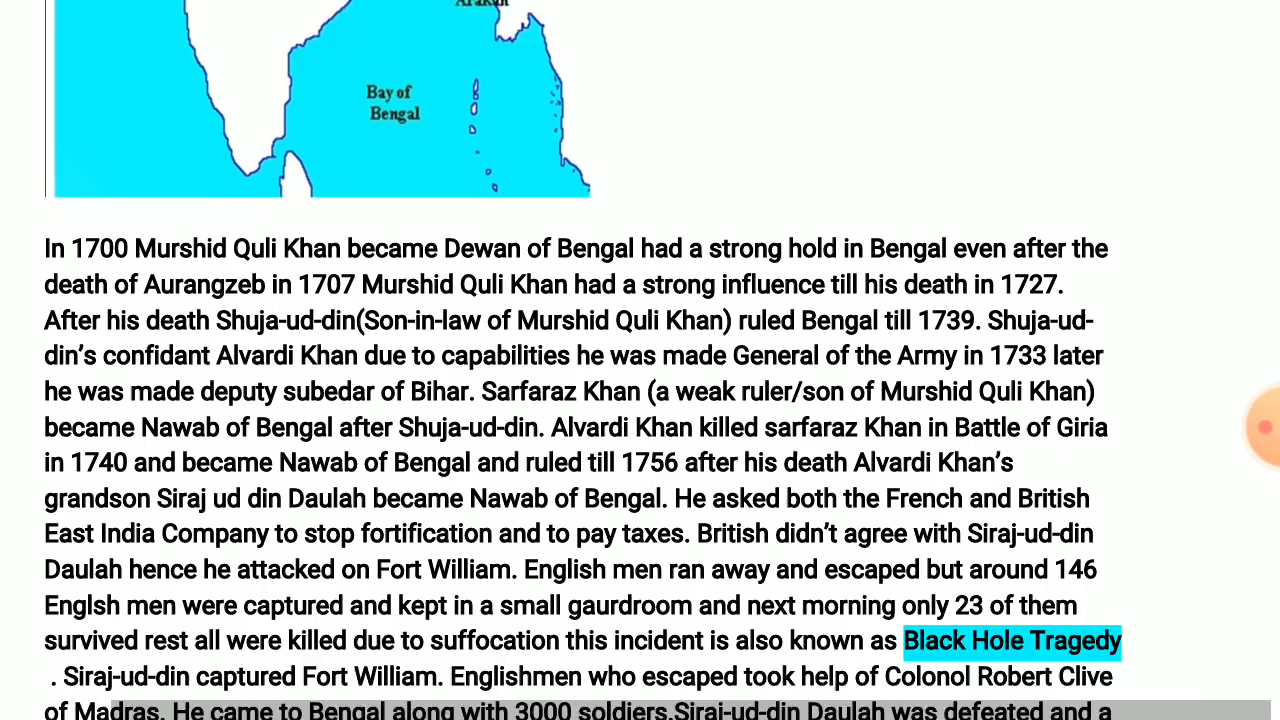 Arakan
Bay of
Bengal
In 1700 Murshid Quli Khan became Dewan of Bengal had a strong hold in Bengal even after the
death of Aurangzeb in 1707 Murshid Quli Khan had a strong influence till his death in 1727.
After his death Shuja-ud-din(Son-in-law of Murshid Quli Khan) ruled Bengal till 1739. Shuja-ud-
din’s confidant Alvardi Khan due to capabilities he was made General of the Army in 1733 later
he was made deputy subedar of Bihar. Sarfaraz Khan (a weak ruler/son of Murshid Quli Khan)
became Nawab of Bengal after Shuja-ud-din. Alvardi Khan killed sarfaraz Khan in Battle of Giria
in 1740 and became Nawab of Bengal and ruled till 1756 after his death Alvardi Khan’s
grandson Siraj ud din Daulah became Nawab of Bengal. He asked both the French and British
East India Company to stop fortification and to pay taxes. British didn’t agree with Siraj-ud-din
Daulah hence he attacked on Fort William. English men ran away and escaped but around 146
Englsh men were captured and kept in a small gaurdroom and next morning only 23 of them
survived rest all were killed due to suffocation this incident is also known as Black Hole Tragedy
. Siraj-ud-din captured Fort William. Englishmen who escaped took help of Colonol Robert Clive
of Madras. He came to Bengal along with 3000 soldiers.Siraj-ud-din Daulah was defeated and a